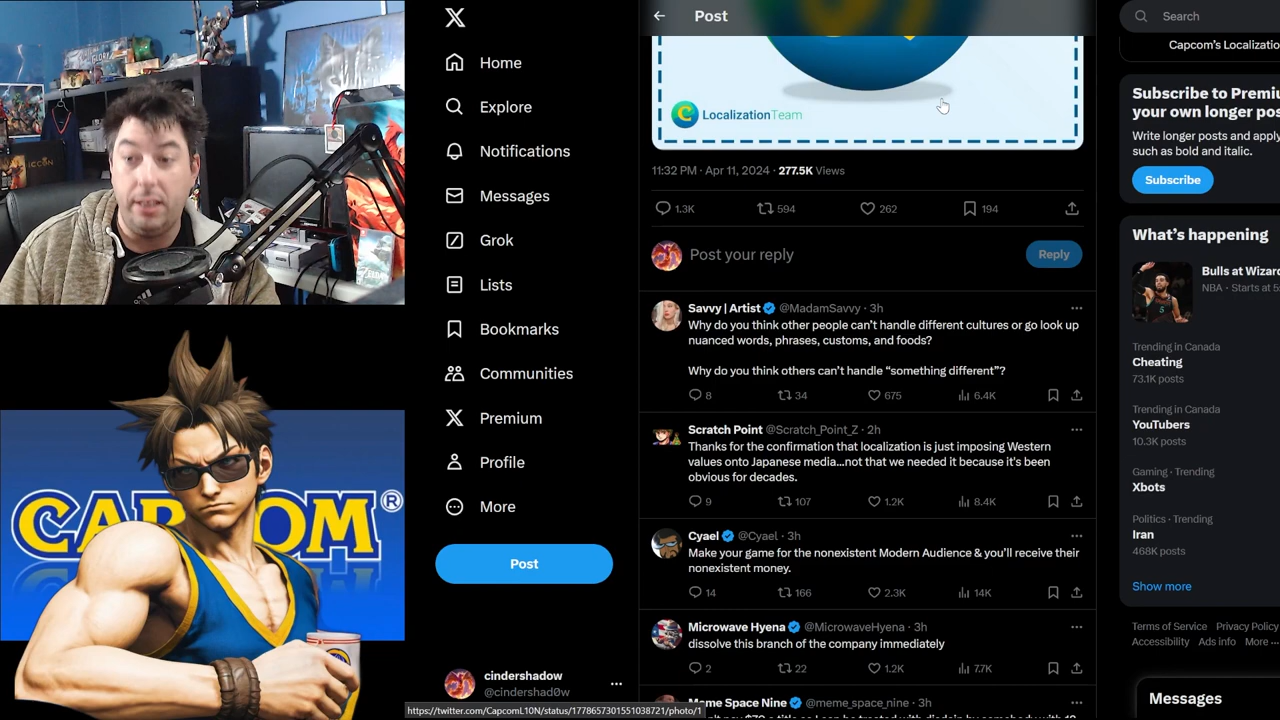 Post
Search
Capcom's Localizatio
LocalizationTeam
11:32 PM · Apr 11, 2024 · 277.5K Views
1.3K
594
262
194
Post your reply
Reply
Savvy | Artist @MadamSavvy · 3h
Why do you think other people can't handle different cultures or go look up
nuanced words, phrases, customs, and foods?
Why do you think others can't handle “something different”?
8
34
675
6.4K
Scratch Point @Scratch_Point_Z · 2h
Thanks for the confirmation that localization is just imposing Western
values onto Japanese media...not that we needed it because it's been
obvious for decades.
9
107
1.2K
8.4K
Cyael @Cyael · 3h
Make your game for the nonexistent Modern Audience & you'll receive their
nonexistent money.
14
166
2.3K
14K
Microwave Hyena @MicrowaveHyena · 3h
dissolve this branch of the company immediately
2
22
1.2K
7.7K
Meme Space Nine @meme_space_nine · 3h
Home
Explore
Notifications
Messages
Grok
Lists
Bookmarks
Communities
Premium
Profile
More
Post
cindershadow
@cindershad0w
https://twitter.com/CapcomL10N/status/1778657301551038721/photo/1
Subscribe to Premiu
your own longer pos
Write longer posts and apply
such as bold and italic.
Subscribe
What's happening
Bulls at Wizard
NBA · Starts at 5:
Trending in Canada
Cheating
73.1K posts
Trending in Canada
YouTubers
10.3K posts
Gaming · Trending
Xbots
Politics · Trending
Iran
468K posts
Show more
Terms of Service Privacy Policy
Accessibility Ads info More
Messages
CAPCOM®